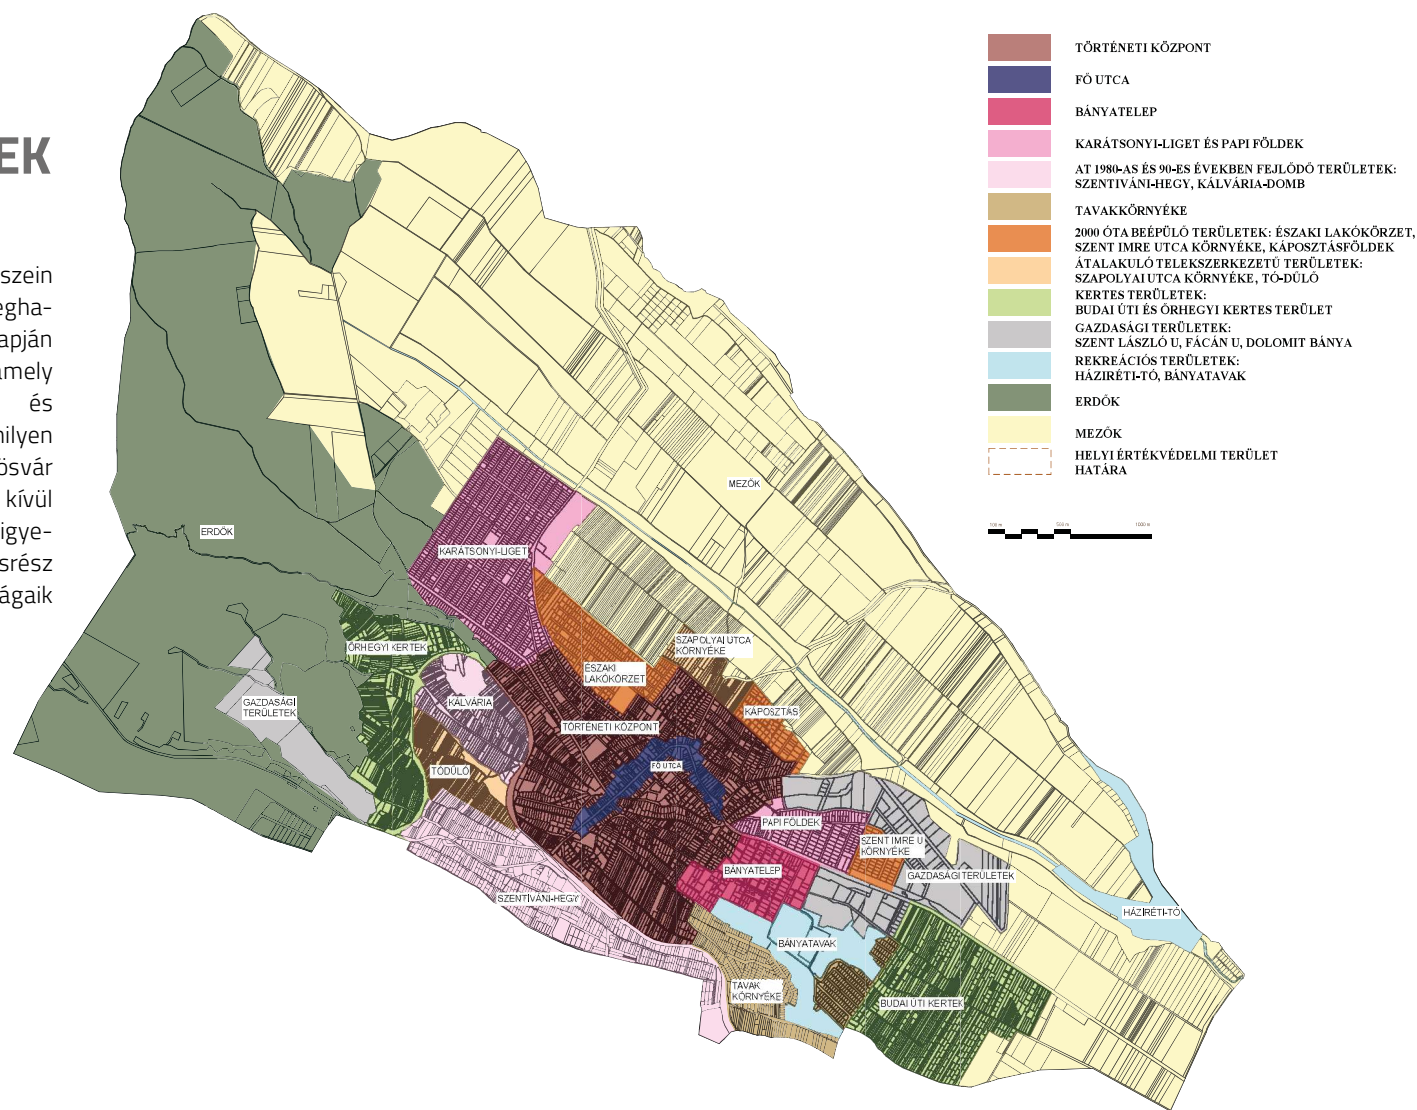 EK
szein
egha-
apján
amely
és
nilyen
ösvár
kívül
igye-
srész
ágaik
TÖRTÉNETI KÖZPONT
FŐ UTCA
BÁNYATELEP
KARÁTSONYI-LIGET ÉS PAPI FÖLDEK
AT 1980-AS ÉS 90-ES ÉVEKBEN FEJLŐDŐ TERÜLETEK:
SZENTIVÁNI-HEGY, KÁLVÁRIA-DOMB
TAVAKKÖRNYÉKE
2000 ÓTA BEÉPÜLŐ TERÜLETEK: ÉSZAKI LAKÓKÖRZET,
SZENT IMRE UTCA KÖRNYÉKE, KÁPOSZTÁSFÖLDEK
ÁTALAKULÓ TELEKSZERKEZETŰ TERÜLETEK:
SZAPOLYAI UTCA KÖRNYÉKE, TÓ-DŰLŐ
KERTES TERÜLETEK:
BUDAI ÚTI ÉS ŐRHEGYI KERTES TERÜLET
GAZDASÁGI TERÜLETEK:
SZENT LÁSZLÓ U, FÁCÁN U, DOLOMIT BÁNYA
REKREÁCIÓS TERÜLETEK:
HÁZIRÉTI-TÓ, BÁNYATAVAK
ERDŐK
MEZŐK
HELYI ÉRTÉKVÉDELMI TERÜLET
HATÁRA
100 m 500 m 1000 m
MEZŐK
ERDŐK
KARÁTSONYI-LIGET
ŐRHEGYI KERTEK
SZAPOLYAI UTCA
KÖRNYÉKE
ÉSZAKI
LAKÓKÖRZET
GAZDASÁGI
TERÜLETEK
KÁLVÁRIA
KÁPOSZTÁS
TÖRTÉNETI KÖZPONT
FŐ UTCA
TÓDŰLŐ
PAPI FÖLDEK
SZENT IMRE U
KÖRNYÉKE
BÁNYATELEP
GAZDASÁGI TERÜLETEK
SZENTIVÁNI-HEGY
HÁZIRÉTI-TÓ
BÁNYATAVAK
TAVAK
KÖRNYÉKE
BUDAI ÚTI KERTEK